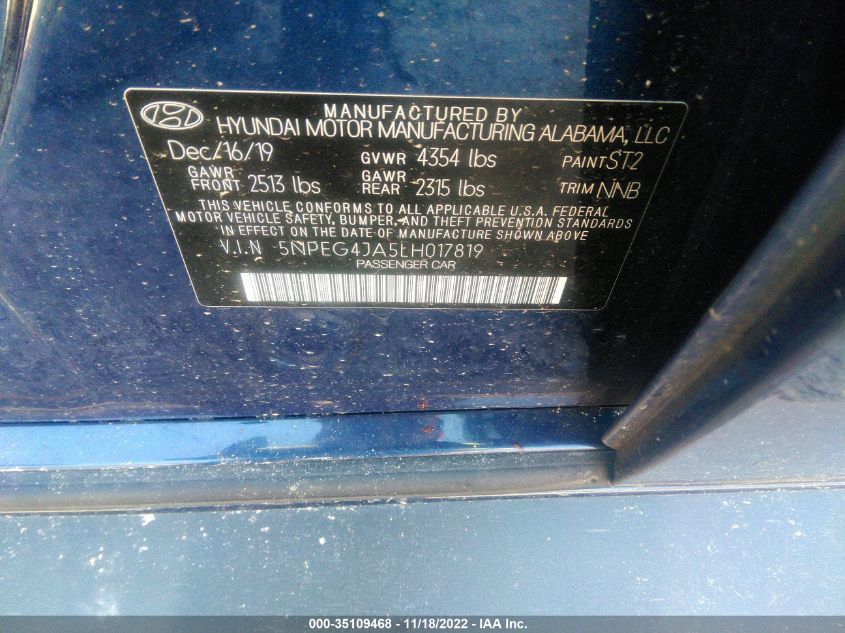 MANUFACTURED BY
HYUNDAI MOTOR MANUFACTURING ALABAMA, LLC
Dec/16/19 GVWR 4354 lbs PAINT ST2
GAWR FRONT 2513 lbs GAWR REAR 2315 lbs TRIM NNB
THIS VEHICLE CONFORMS TO ALL APPLICABLE U.S.A. FEDERAL
MOTOR VEHICLE SAFETY, BUMPER, AND THEFT PREVENTION STANDARDS
IN EFFECT ON THE DATE OF MANUFACTURE SHOWN ABOVE
V.I.N 5NPEG4JA5LH017819
PASSENGER CAR
000-35109468 - 11/18/2022 - IAA Inc.